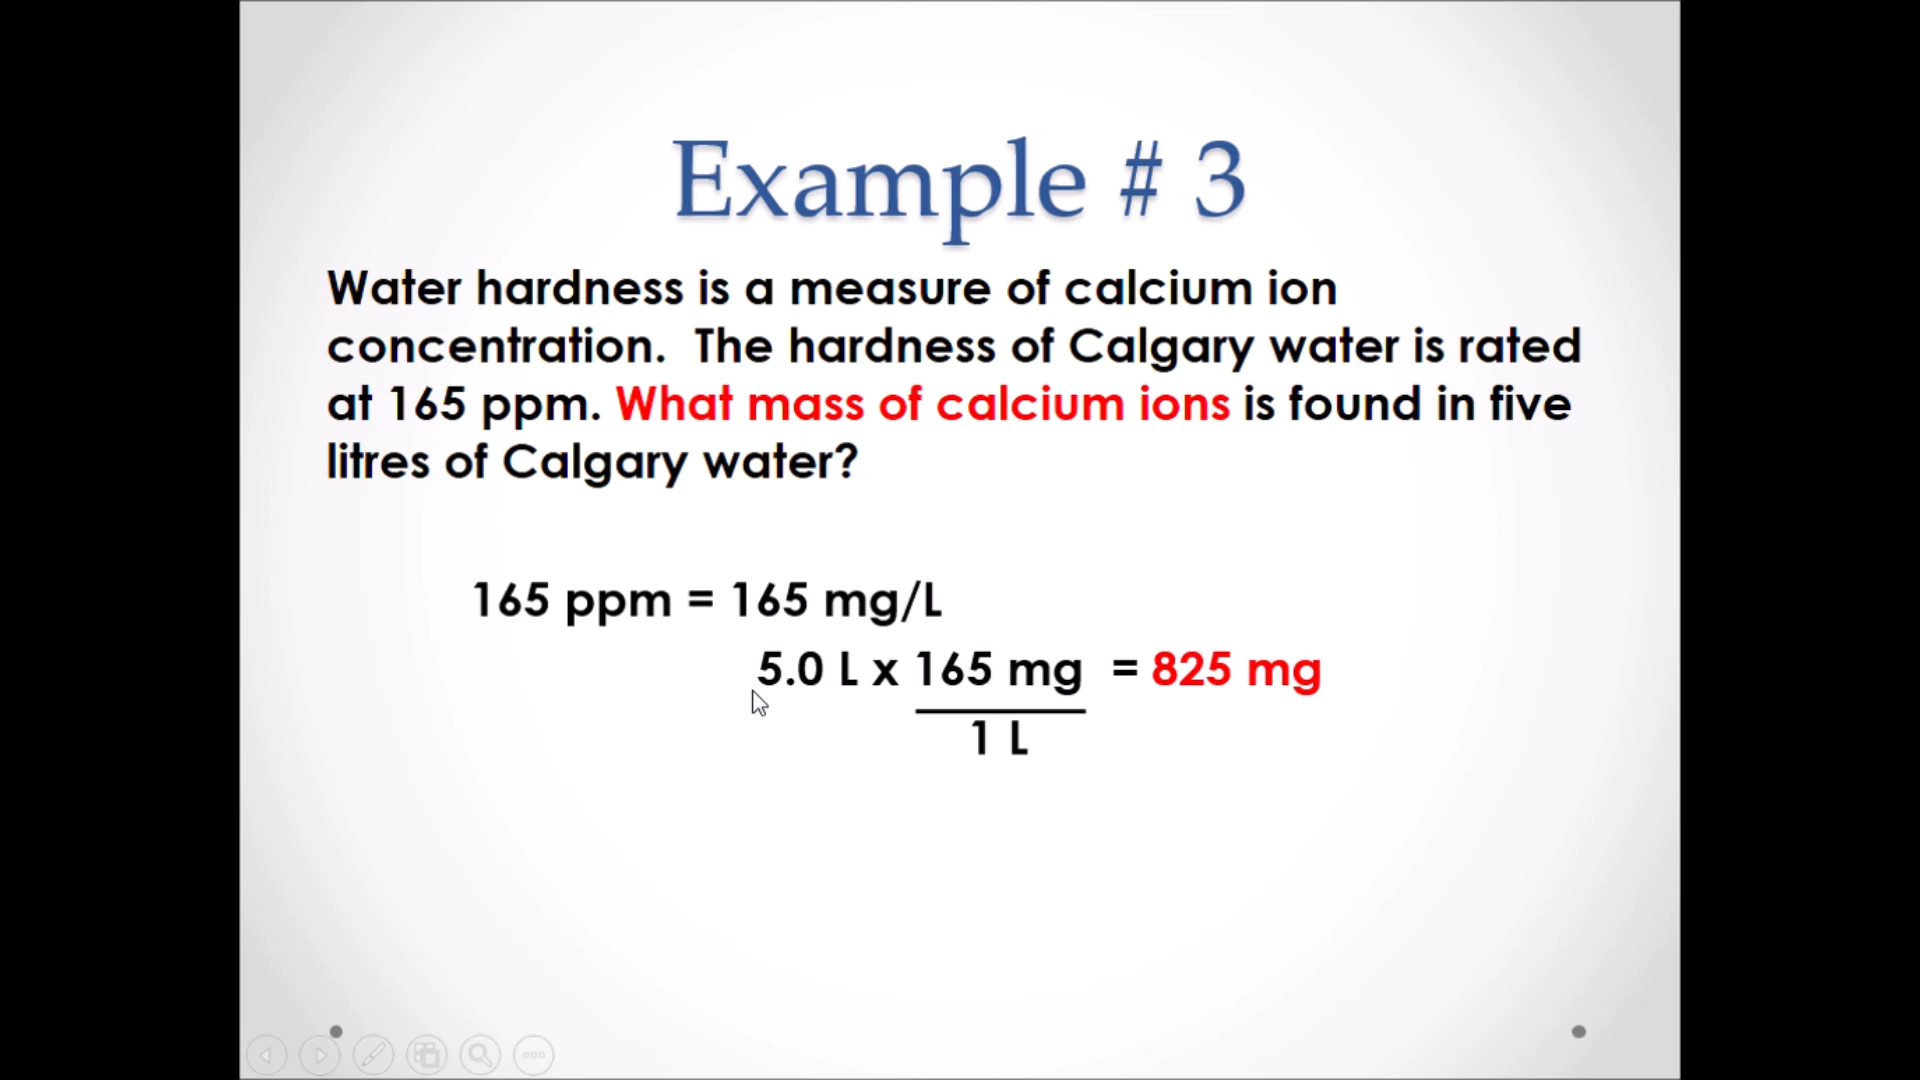 Example # 3
Water hardness is a measure of calcium ion
concentration.  The hardness of Calgary water is rated
at 165 ppm. What mass of calcium ions is found in five
litres of Calgary water?
165 ppm = 165 mg/L
5.0 L x 165 mg = 825 mg
1 L